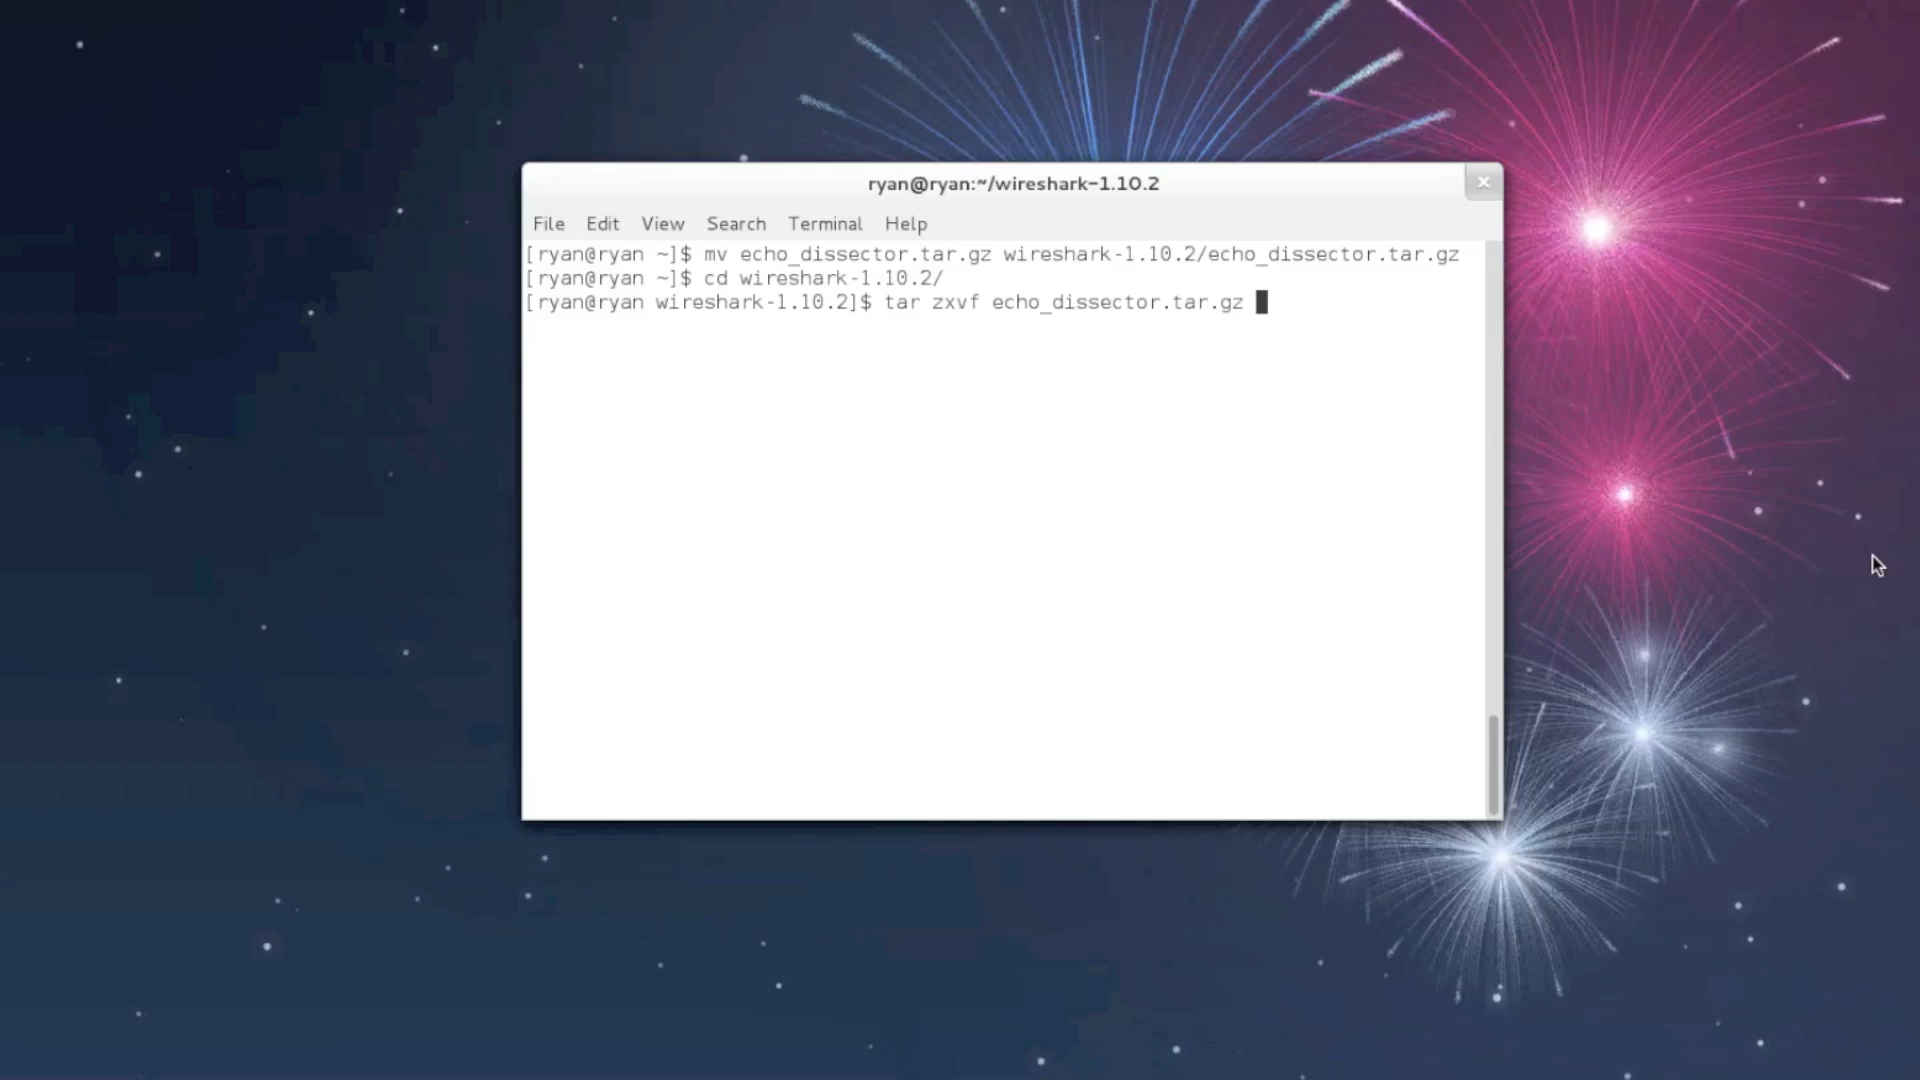 ryan@ryan:~/wireshark-1.10.2
File Edit View Search Terminal Help
[ryan@ryan ~]$ mv echo_dissector.tar.gz wireshark-1.10.2/echo_dissector.tar.gz
[ryan@ryan ~]$ cd wireshark-1.10.2/
[ryan@ryan wireshark-1.10.2]$ tar zxvf echo_dissector.tar.gz